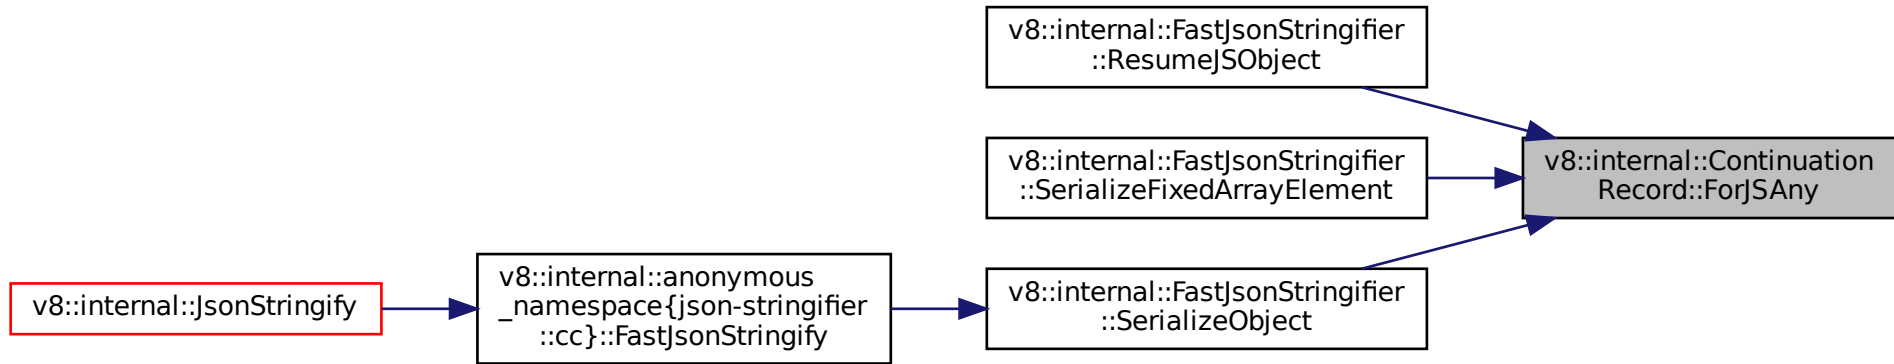 v8::internal::FastJsonStringifier
::ResumeJSObject
v8::internal::FastJsonStringifier
::SerializeFixedArrayElement
v8::internal::Continuation
Record::ForJSAny
v8::internal::JsonStringify
v8::internal::anonymous
_namespace{json-stringifier
::cc}::FastJsonStringify
v8::internal::FastJsonStringifier
::SerializeObject